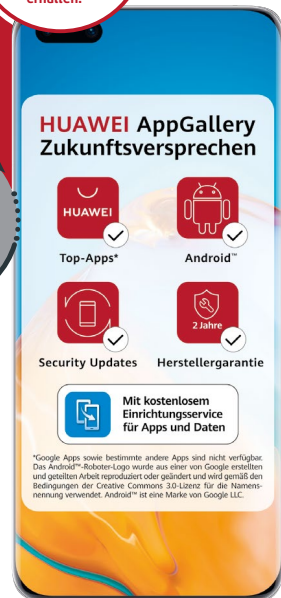 erhalten.
HUAWEI AppGallery
Zukunftsversprechen
HUAWEI
Top-Apps*
Android™
2 Jahre
Security Updates
Herstellergarantie
Mit kostenlosem
Einrichtungsservice
für Apps und Daten
*Google Apps sowie bestimmte andere Apps sind nicht verfügbar.
Das Android™-Roboter-Logo wurde aus einer von Google erstellten
und geteilten Arbeit reproduziert oder geändert und wird gemäß den
Bedingungen der Creative Commons 3.0-Lizenz für die Namens-
nennung verwendet. Android™ ist eine Marke von Google LLC.